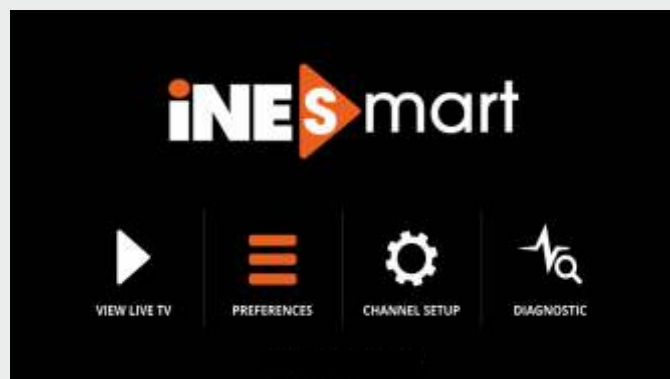 iNESmart
VIEW LIVE TV
PREFERENCES
CHANNEL SETUP
DIAGNOSTIC